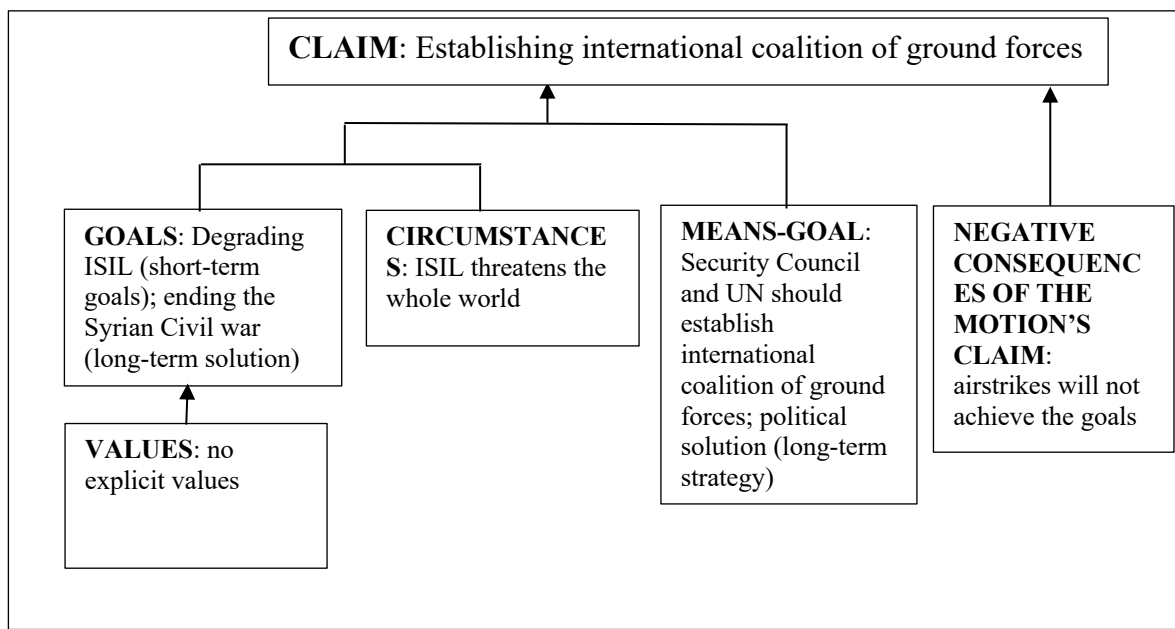 CLAIM: Establishing international coalition of ground forces
GOALS: Degrading
ISIL (short-term
goals); ending the
Syrian Civil war
(long-term solution)
CIRCUMSTANCE
S: ISIL threatens the
whole world
MEANS-GOAL:
Security Council
and UN should
establish
international
coalition of ground
forces; political
solution (long-term
strategy)
NEGATIVE
CONSEQUENC
ES OF THE
MOTION’S
CLAIM:
airstrikes will not
achieve the goals
VALUES: no
explicit values